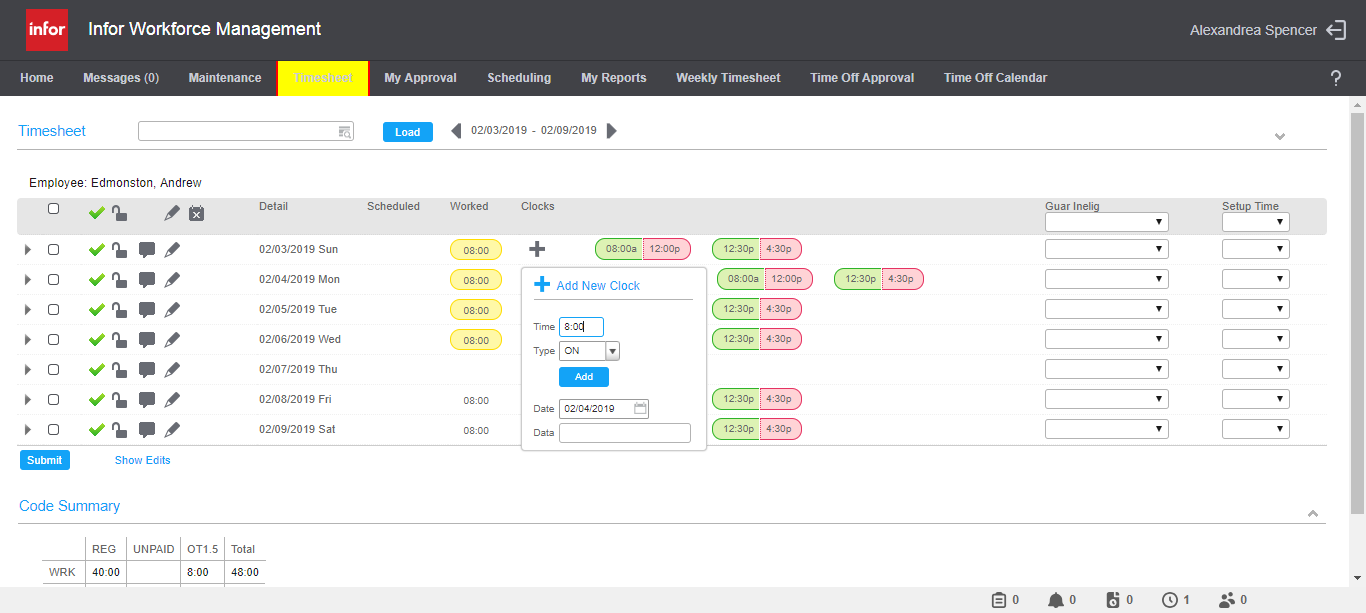 infor Infor Workforce Management Alexandrea Spencer
Home Messages (0) Maintenance Timesheet My Approval Scheduling My Reports Weekly Timesheet Time Off Approval Time Off Calendar ?
Timesheet Load 02/03/2019 - 02/09/2019
Employee: Edmonston, Andrew
Detail Scheduled Worked Clocks Guar Inelig Setup Time
02/03/2019 Sun 08:00 08:00a 12:00p 12:30p 4:30p
02/04/2019 Mon 08:00 08:00a 12:00p 12:30p 4:30p
02/05/2019 Tue 08:00 12:30p 4:30p
02/06/2019 Wed 08:00 12:30p 4:30p
02/07/2019 Thu
02/08/2019 Fri 08:00 12:30p 4:30p
02/09/2019 Sat 08:00 12:30p 4:30p
Add New Clock
Time 8:00
Type ON
Add
Date 02/04/2019
Data
Submit Show Edits
Code Summary
REG UNPAID OT1.5 Total
WRK 40:00 8:00 48:00
0 0 0 1 0